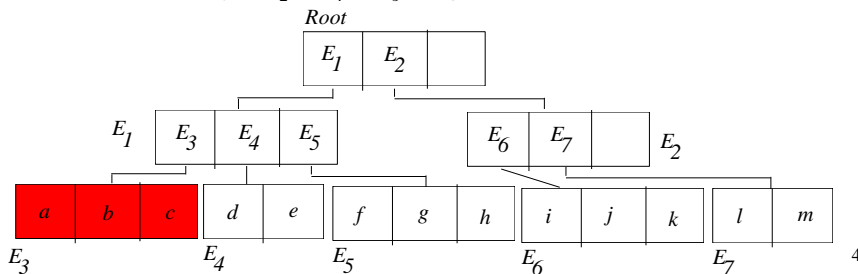 Root
E1 E2
E1 E3 E4 E5 E6 E7 E2
a b c d e f g h i j k l m
E3 E4 E5 E6 E7 4